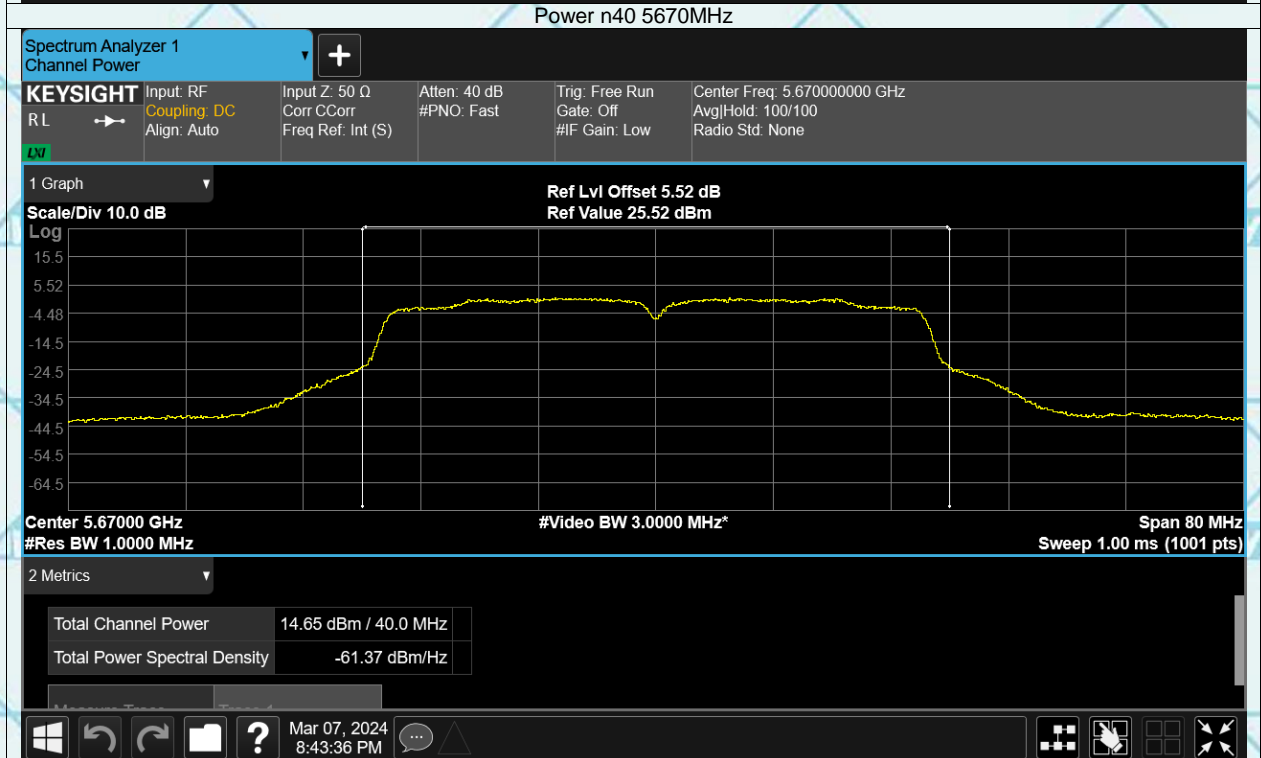 Power n40 5670MHz
Spectrum Analyzer 1
Channel Power
KEYSIGHT
R L
LXI
Input: RF
Coupling: DC
Align: Auto
Input Z: 50 Ω
Corr CCorr
Freq Ref: Int (S)
Atten: 40 dB
#PNO: Fast
Trig: Free Run
Gate: Off
#IF Gain: Low
Center Freq: 5.670000000 GHz
Avg|Hold: 100/100
Radio Std: None
1 Graph
Scale/Div 10.0 dB
Ref Lvl Offset 5.52 dB
Ref Value 25.52 dBm
Log
15.5
5.52
-4.48
-14.5
-24.5
-34.5
-44.5
-54.5
-64.5
Center 5.67000 GHz
#Video BW 3.0000 MHz*
Span 80 MHz
#Res BW 1.0000 MHz
Sweep 1.00 ms (1001 pts)
2 Metrics
Total Channel Power 14.65 dBm / 40.0 MHz
Total Power Spectral Density -61.37 dBm/Hz
?
Mar 07, 2024
8:43:36 PM